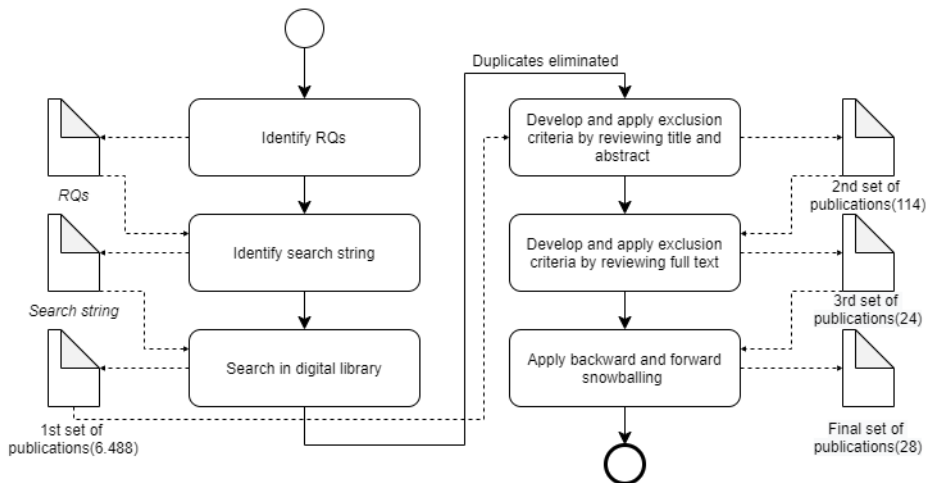 Duplicates eliminated
Identify RQs
RQs
Identify search string
Search string
Search in digital library
1st set of
publications(6.488)
Develop and apply exclusion
criteria by reviewing title and
abstract
2nd set of
publications(114)
Develop and apply exclusion
criteria by reviewing full text
3rd set of
publications(24)
Apply backward and forward
snowballing
Final set of
publications(28)